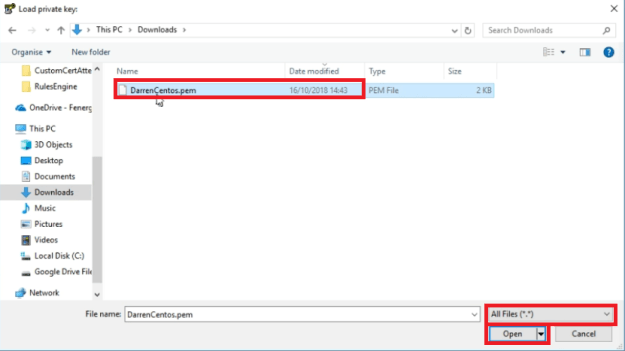 Load private key:
This PC > Downloads >
Search Downloads
Organise
New folder
Name
Date modified
Type
Size
CustomCertAtte
RulesEngine
OneDrive - Fenerg
This PC
3D Objects
Desktop
Documents
Downloads
Music
Pictures
Videos
Local Disk (C:)
Google Drive File
Network
DarrenCentos.pem
16/10/2018 14:43
PEM File
2 KB
File name:
DarrenCentos.pem
All Files (*.*)
Open
Cancel